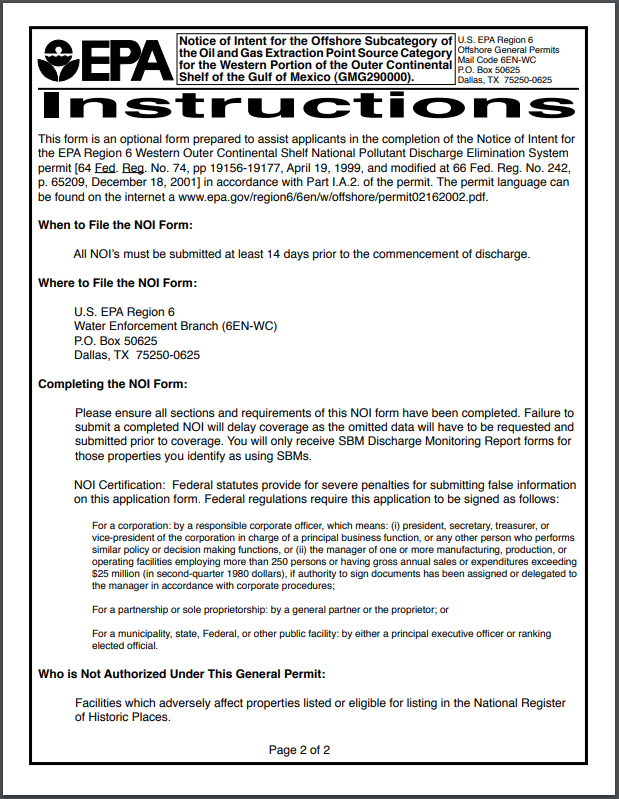 EPA
Notice of Intent for the Offshore Subcategory of
the Oil and Gas Extraction Point Source Category
for the Western Portion of the Outer Continental
Shelf of the Gulf of Mexico (GMG290000).
U.S. EPA Region 6
Offshore General Permits
Mail Code 6EN-WC
P.O. Box 50625
Dallas, TX 75250-0625
Instructions
This form is an optional form prepared to assist applicants in the completion of the Notice of Intent for
the EPA Region 6 Western Outer Continental Shelf National Pollutant Discharge Elimination System
permit [64 Fed. Reg. No. 74, pp 19156-19177, April 19, 1999, and modified at 66 Fed. Reg. No. 242,
p. 65209, December 18, 2001] in accordance with Part I.A.2. of the permit. The permit language can
be found on the internet a www.epa.gov/region6/6en/w/offshore/permit02162002.pdf.
When to File the NOI Form:
All NOI's must be submitted at least 14 days prior to the commencement of discharge.
Where to File the NOI Form:
U.S. EPA Region 6
Water Enforcement Branch (6EN-WC)
P.O. Box 50625
Dallas, TX 75250-0625
Completing the NOI Form:
Please ensure all sections and requirements of this NOI form have been completed. Failure to
submit a completed NOI will delay coverage as the omitted data will have to be requested and
submitted prior to coverage. You will only receive SBM Discharge Monitoring Report forms for
those properties you identify as using SBMs.
NOI Certification: Federal statutes provide for severe penalties for submitting false information
on this application form. Federal regulations require this application to be signed as follows:
For a corporation: by a responsible corporate officer, which means: (i) president, secretary, treasurer, or
vice-president of the corporation in charge of a principal business function, or any other person who performs
similar policy or decision making functions, or (ii) the manager of one or more manufacturing, production, or
operating facilities employing more than 250 persons or having gross annual sales or expenditures exceeding
$25 million (in second-quarter 1980 dollars), if authority to sign documents has been assigned or delegated to
the manager in accordance with corporate procedures;
For a partnership or sole proprietorship: by a general partner or the proprietor; or
For a municipality, state, Federal, or other public facility: by either a principal executive officer or ranking
elected official.
Who is Not Authorized Under This General Permit:
Facilities which adversely affect properties listed or eligible for listing in the National Register
of Historic Places.
Page 2 of 2